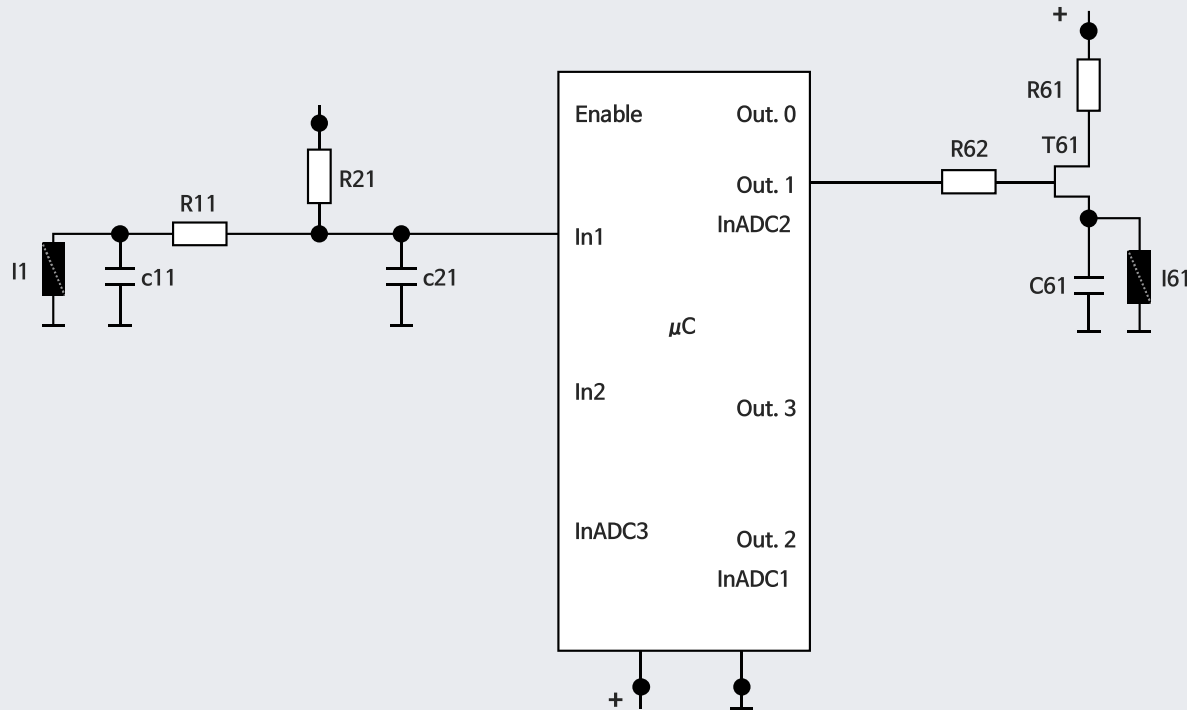 +
R61
Enable
Out. 0
T61
R62
R21
Out. 1
R11
InADC2
In1
I1
c11
c21
C61
I61
µC
In2
Out. 3
InADC3
Out. 2
InADC1
+